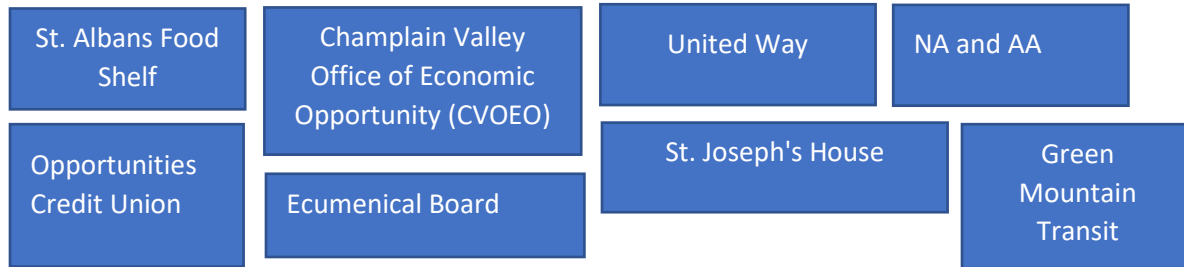 St. Albans Food
Shelf
Champlain Valley
Office of Economic
Opportunity (CVOEO)
United Way
NA and AA
Opportunities
Credit Union
Ecumenical Board
St. Joseph's House
Green
Mountain
Transit